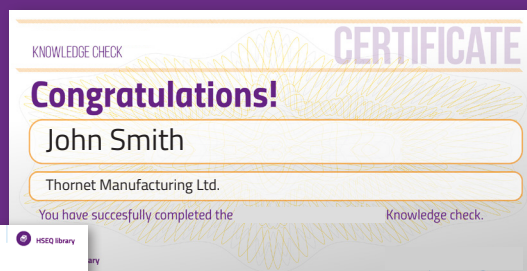 CERTIFICATE
KNOWLEDGE CHECK
Congratulations!
John Smith
Thornet Manufacturing Ltd.
You have succesfully completed the Knowledge check.
HSEQ library